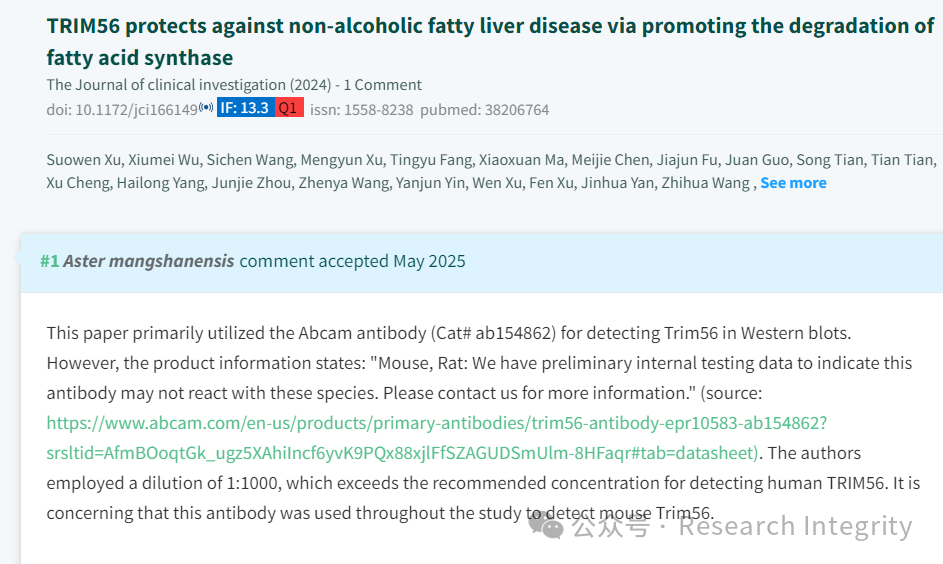 TRIM56 protects against non-alcoholic fatty liver disease via promoting the degradation of
fatty acid synthase
The Journal of clinical investigation (2024) - 1 Comment
doi: 10.1172/jci166149 IF: 13.3 Q1 issn: 1558-8238 pubmed: 38206764
Suowen Xu, Xiumei Wu, Sichen Wang, Mengyun Xu, Tingyu Fang, Xiaoxuan Ma, Meijie Chen, Jiajun Fu, Juan Guo, Song Tian, Tian Tian,
Xu Cheng, Hailong Yang, Junjie Zhou, Zhenya Wang, Yanjun Yin, Wen Xu, Fen Xu, Jinhua Yan, Zhihua Wang , See more
#1 Aster mangshanensis comment accepted May 2025
This paper primarily utilized the Abcam antibody (Cat# ab154862) for detecting Trim56 in Western blots.
However, the product information states: "Mouse, Rat: We have preliminary internal testing data to indicate this
antibody may not react with these species. Please contact us for more information." (source:
https://www.abcam.com/en-us/products/primary-antibodies/trim56-antibody-epr10583-ab154862?
srsltid=AfmBOoqtGk_ugz5XAhiIncf6yvK9PQx88xjlFfSZAGUDSmUlm-8HFaqr#tab=datasheet). The authors
employed a dilution of 1:1000, which exceeds the recommended concentration for detecting human TRIM56. It is
concerning that this antibody was used throughout the study to detect mouse Trim56.
公众号 · Research Integrity